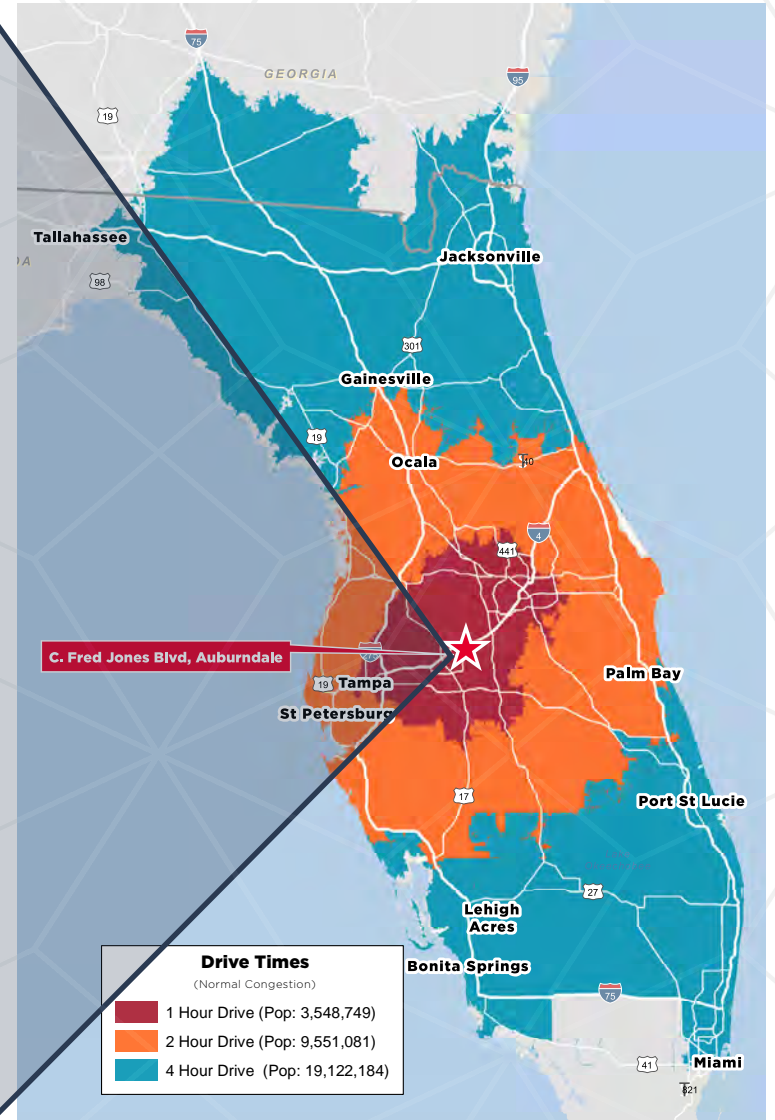 75
95
GEORGIA
19
Tallahassee
DA
98
Jacksonville
301
Gainesville
19
Ocala
40
4
441
C. Fred Jones Blvd, Auburndale
275
19
Tampa
Palm Bay
St Petersburg
17
Port St Lucie
27
Lehigh
Acres
Bonita Springs
75
41
Miami
821
Drive Times
(Normal Congestion)
1 Hour Drive (Pop: 3,548,749)
2 Hour Drive (Pop: 9,551,081)
4 Hour Drive (Pop: 19,122,184)